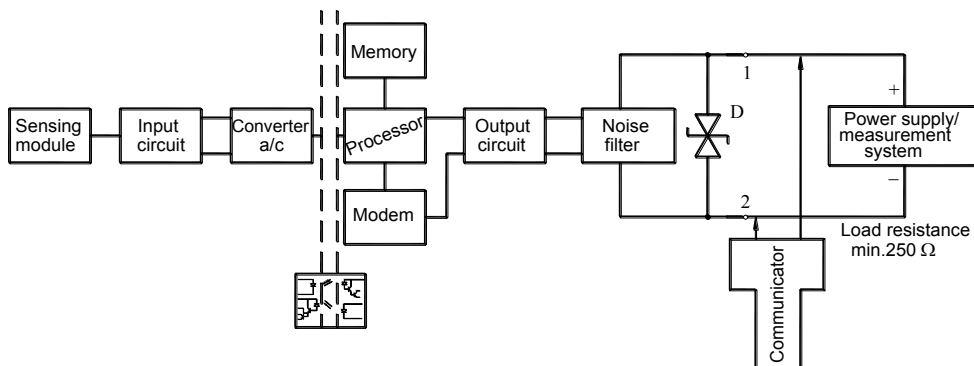 Memory
Sensing
module
Input
circuit
Converter
a/c
Processor
Output
circuit
Noise
filter
Modem
1
D
2
+
Power supply/
measurement
system
−
Load resistance
min.250 Ω
Communicator